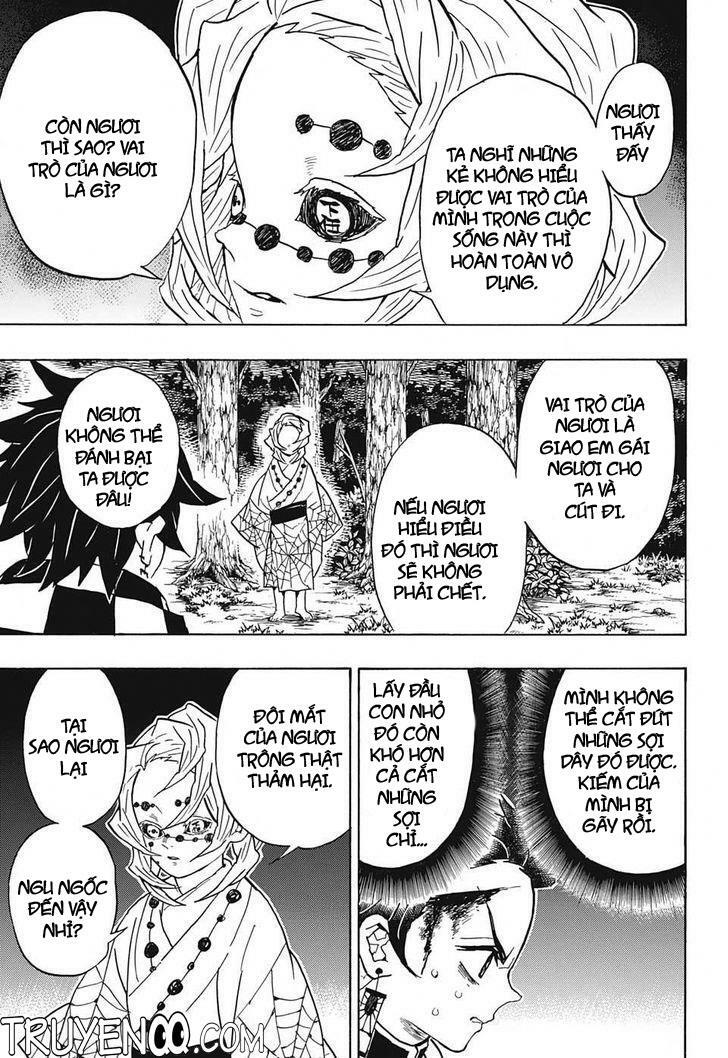 NGƯƠI
THẤY
ĐẤY
TA NGHĨ NHỮNG
KẺ KHÔNG HIỂU
ĐƯỢC VAI TRÒ CỦA
MÌNH TRONG CUỘC
SỐNG NÀY THÌ
HOÀN TOÀN VÔ
DỤNG.
CÒN NGƯƠI
THÌ SAO? VAI
TRÒ CỦA NGƯƠI
LÀ GÌ?
VAI TRÒ CỦA
NGƯƠI LÀ
GIAO EM GÁI
NGƯƠI CHO
TA VÀ
CÚT ĐI.
NẾU NGƯƠI
HIỂU ĐIỀU
ĐÓ THÌ NGƯƠI
SẼ KHÔNG
PHẢI CHẾT.
NGƯƠI
KHÔNG THỂ
ĐÁNH BẠI
TA ĐƯỢC
ĐÂU!
MÌNH KHÔNG
THỂ CẮT ĐỨT
NHỮNG SỢI
DÂY ĐÓ ĐƯỢC.
KIẾM CỦA
MÌNH BỊ
GÃY RỒI.
LẤY ĐẦU
CON NHỎ
ĐÓ CÒN
KHÓ HƠN
CẢ CẮT
NHỮNG
SỢI
CHỈ...
ĐÔI MẮT
CỦA NGƯƠI
TRÔNG THẬT
THẢM HẠI.
TẠI
SAO NGƯƠI
LẠI
NGU NGỐC
ĐẾN VẬY
NHỈ?
TRUYENQQ.COM